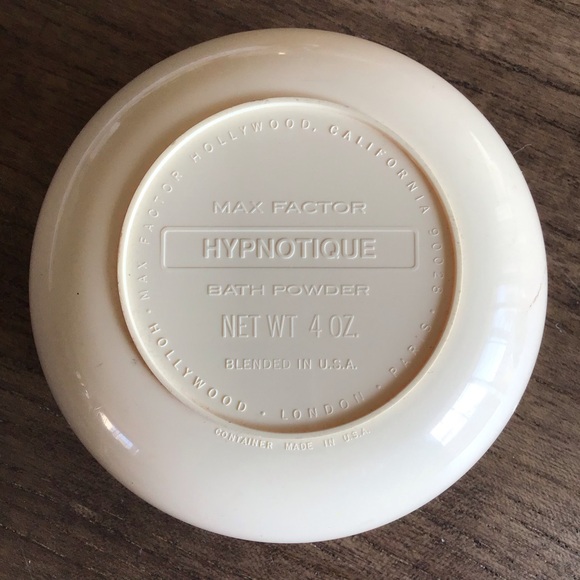 MAX FACTOR HOLLYWOOD, CALIFORNIA 90028
MAX FACTOR
HYPNOTIQUE
BATH POWDER
NET WT 4 OZ.
BLENDED IN U.S.A.
HOLLYWOOD • LONDON • PARIS
CONTAINER MADE IN U.S.A.